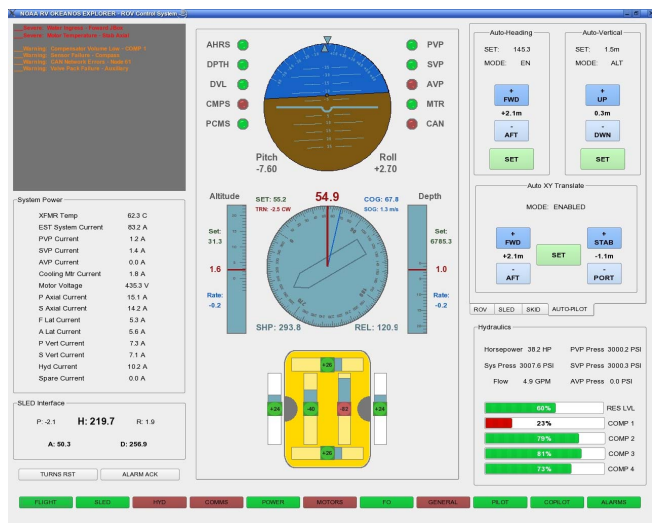 NOAA RV OKEANOS EXPLORER - ROV Control System -
Severe: Water Ingress - Forward Jbox
Severe: Motor Temperature - Stbd Axial
Warning: Compensator Volume Low - COMP 1
Warning: Sensor Failure - Compass
Warning: CAN Network Errors - Node 51
Warning: Valve Pack Failure - Auxiliary
AHRS
DPTH
DVL
CMPS
PCMS
PVP
SVP
AVP
MTR
CAN
Pitch
-7.60
Roll
+2.70
Altitude
SET: 55.2
TRN: -2.5 CW
54.9
COG: 67.8
SOG: 1.3 m/s
Depth
Set:
31.3
1.6
Rate:
-0.2
Set:
6785.3
1.0
Rate:
-0.2
SHP: 293.8
REL: 120.9
+26
+24
-40
-82
+24
+26
System Power
XFMR Temp 62.3 C
EST System Current 83.2 A
PVP Current 1.2 A
SVP Current 1.4 A
AVP Current 0.0 A
Cooling Mtr Current 1.8 A
Motor Voltage 435.3 V
P Axial Current 15.1 A
S Axial Current 14.2 A
F Lat Current 5.3 A
A Lat Current 5.6 A
P Vert Current 7.3 A
S Vert Current 7.1 A
Hyd Current 10.2 A
Spare Current 0.0 A
SLED Interface
P: -2.1 H: 219.7 R: 1.9
A: 50.3 D: 256.9
TURNS RST
ALARM ACK
Auto-Heading
SET: 145.3
MODE: EN
+
FWD
+2.1m
-
AFT
SET
Auto-Vertical
SET: 1.5m
MODE: ALT
+
UP
0.3m
-
DWN
SET
Auto XY Translate
MODE: ENABLED
+
FWD
+2.1m
-
AFT
SET
+
STAB
-1.1m
-
PORT
ROV SLED SKID AUTO-PILOT
Hydraulics
Horsepower 38.2 HP PVP Press 3000.2 PSI
Sys Press 3007.6 PSI SVP Press 3000.3 PSI
Flow 4.9 GPM AVP Press 0.0 PSI
60% RES LVL
23% COMP 1
79% COMP 2
81% COMP 3
73% COMP 4
FLIGHT SLED HYD COMMS POWER MOTORS FO GENERAL PILOT COPILOT ALARMS